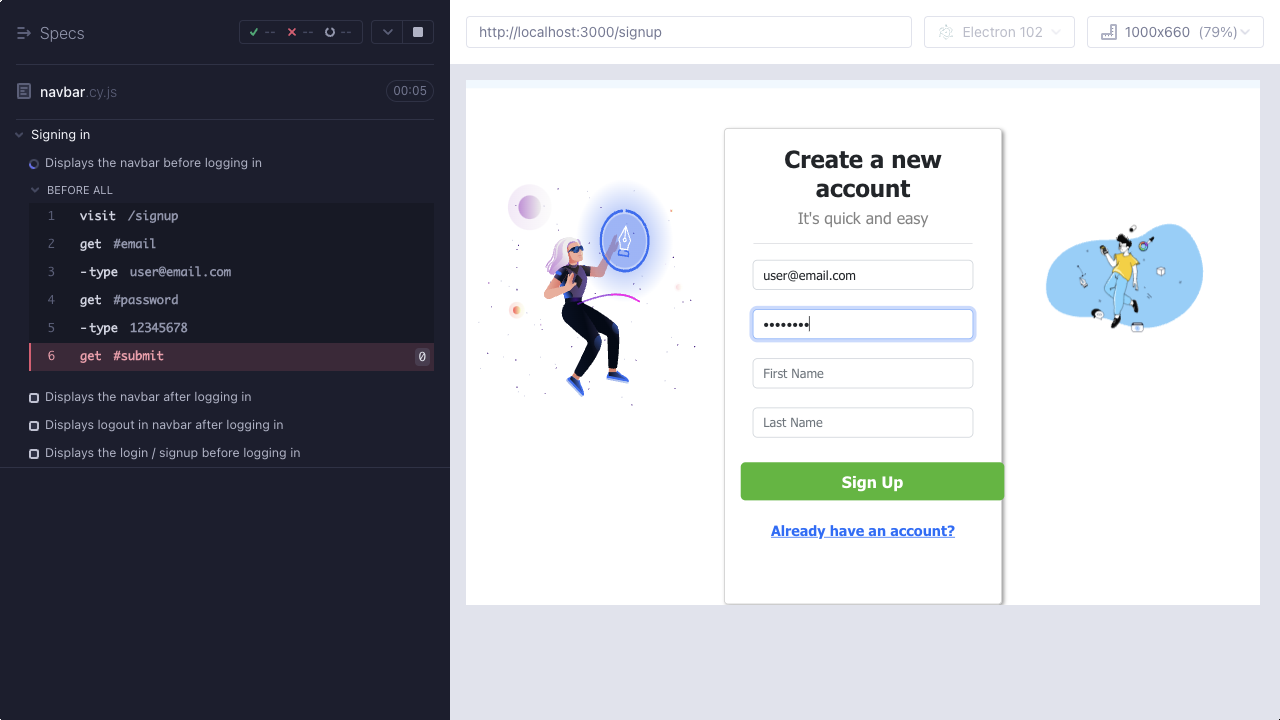 Specs
-- -- --
navbar.cy.js 00:05
Signing in
Displays the navbar before logging in
BEFORE ALL
1 visit /signup
2 get #email
3 -type user@email.com
4 get #password
5 -type 12345678
6 get #submit 0
Displays the navbar after logging in
Displays logout in navbar after logging in
Displays the login / signup before logging in
http://localhost:3000/signup
Electron 102
1000x660 (79%)
Create a new
account
It's quick and easy
user@email.com
••••••••
First Name
Last Name
Sign Up
Already have an account?